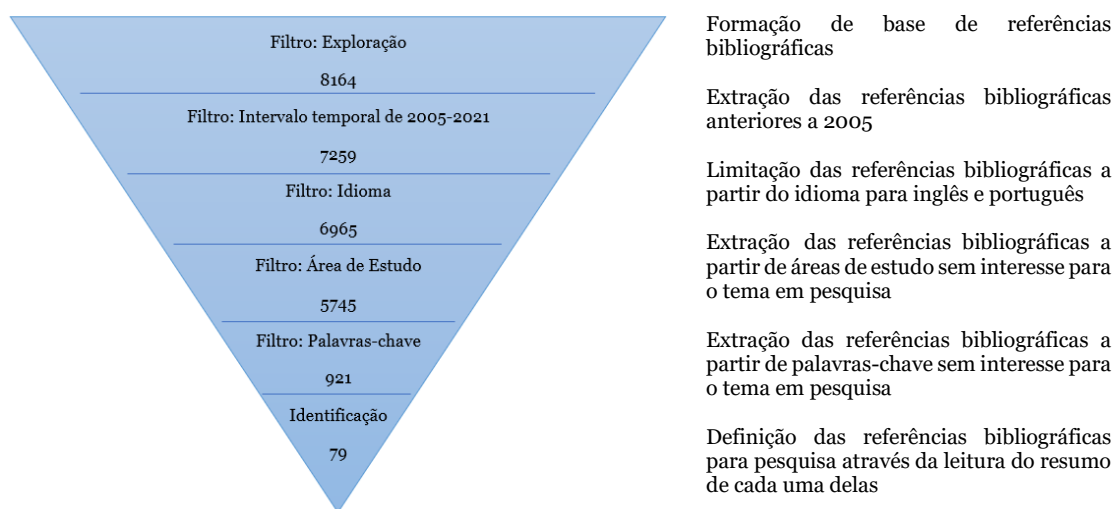 Filtro: Exploração
8164
Filtro: Intervalo temporal de 2005-2021
7259
Filtro: Idioma
6965
Filtro: Área de Estudo
5745
Filtro: Palavras-chave
921
Identificação
79
Formação de base de referências
bibliográficas
Extração das referências bibliográficas
anteriores a 2005
Limitação das referências bibliográficas a
partir do idioma para inglês e português
Extração das referências bibliográficas a
partir de áreas de estudo sem interesse para
o tema em pesquisa
Extração das referências bibliográficas a
partir de palavras-chave sem interesse para
o tema em pesquisa
Definição das referências bibliográficas
para pesquisa através da leitura do resumo
de cada uma delas